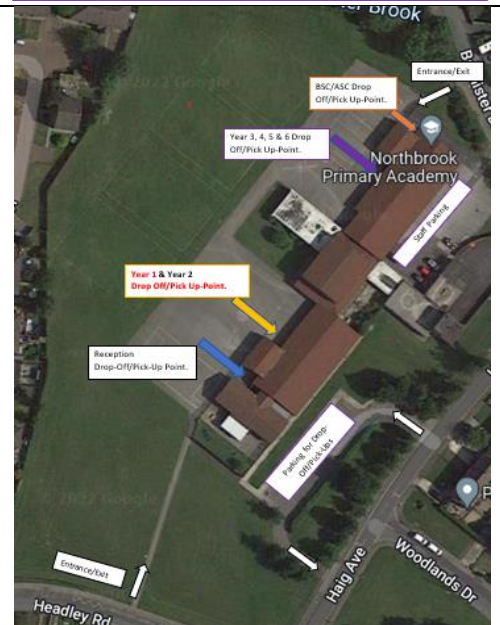 Brook
Entrance/Exit
BSC/ASC Drop
Off/Pick Up-Point.
Year 3, 4, 5 & 6 Drop
Off/Pick Up-Point.
Northbrook
Primary Academy
Staff Parking
Year 1 & Year 2
Drop Off/Pick Up-Point.
Reception
Drop-Off/Pick-Up Point.
Parking for Drop-
Off/Pick-Ups
Haig Ave
Woodlands Dr
Entrance/Exit
Headley Rd